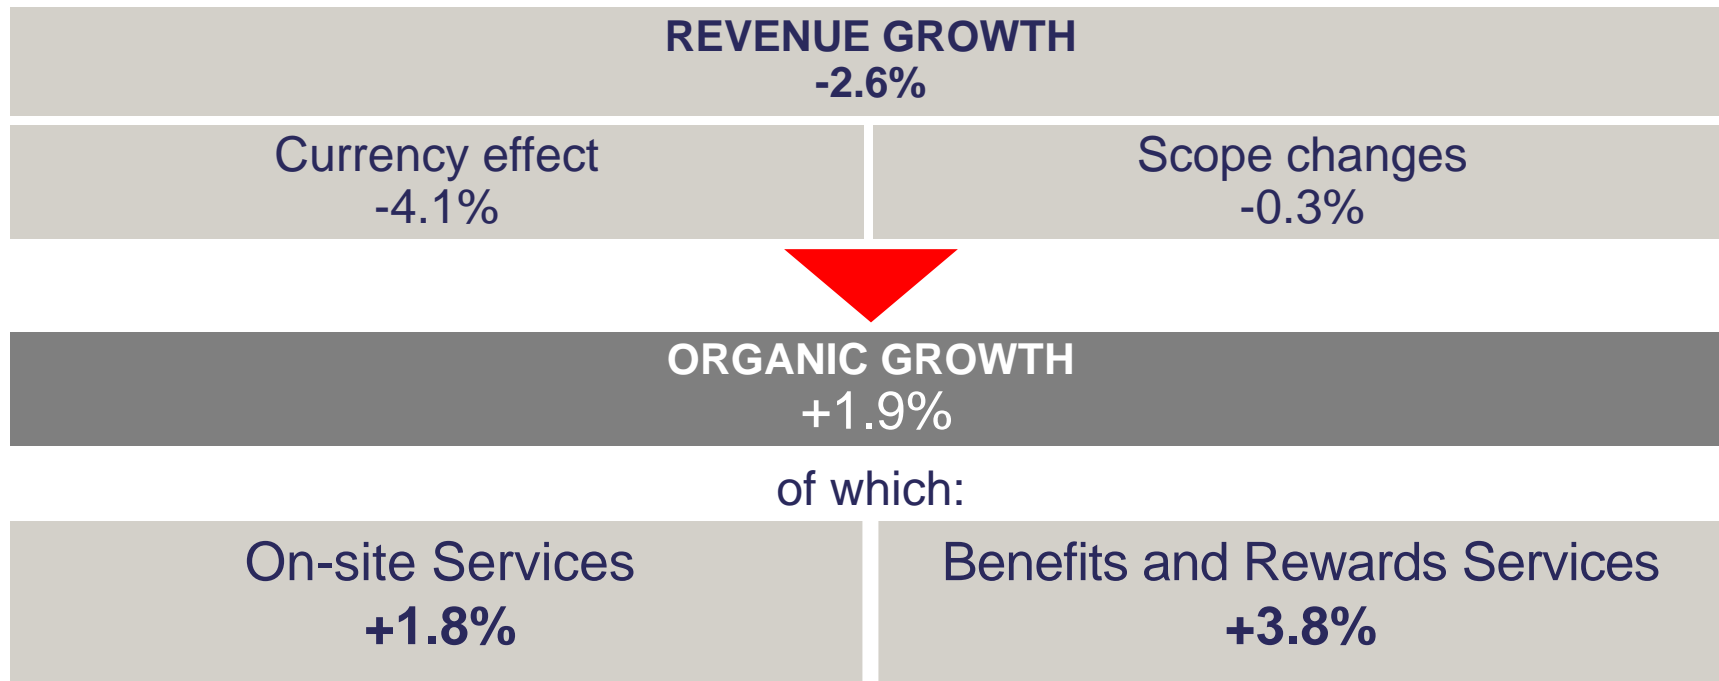 REVENUE GROWTH
-2.6%
Currency effect
-4.1%
Scope changes
-0.3%
ORGANIC GROWTH
+1.9%
of which:
On-site Services
+1.8%
Benefits and Rewards Services
+3.8%